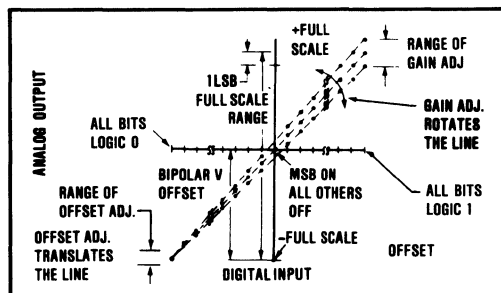 ANALOG OUTPUT
+FULL
SCALE
RANGE OF
GAIN ADJ
1LSB
FULL SCALE
RANGE
GAIN ADJ.
ROTATES
THE LINE
ALL BITS
LOGIC 0
BIPOLAR V
OFFSET
MSB ON
ALL OTHERS
OFF
ALL BITS
LOGIC 1
RANGE OF
OFFSET ADJ.
OFFSET ADJ.
TRANSLATES
THE LINE
-FULL SCALE
OFFSET
DIGITAL INPUT